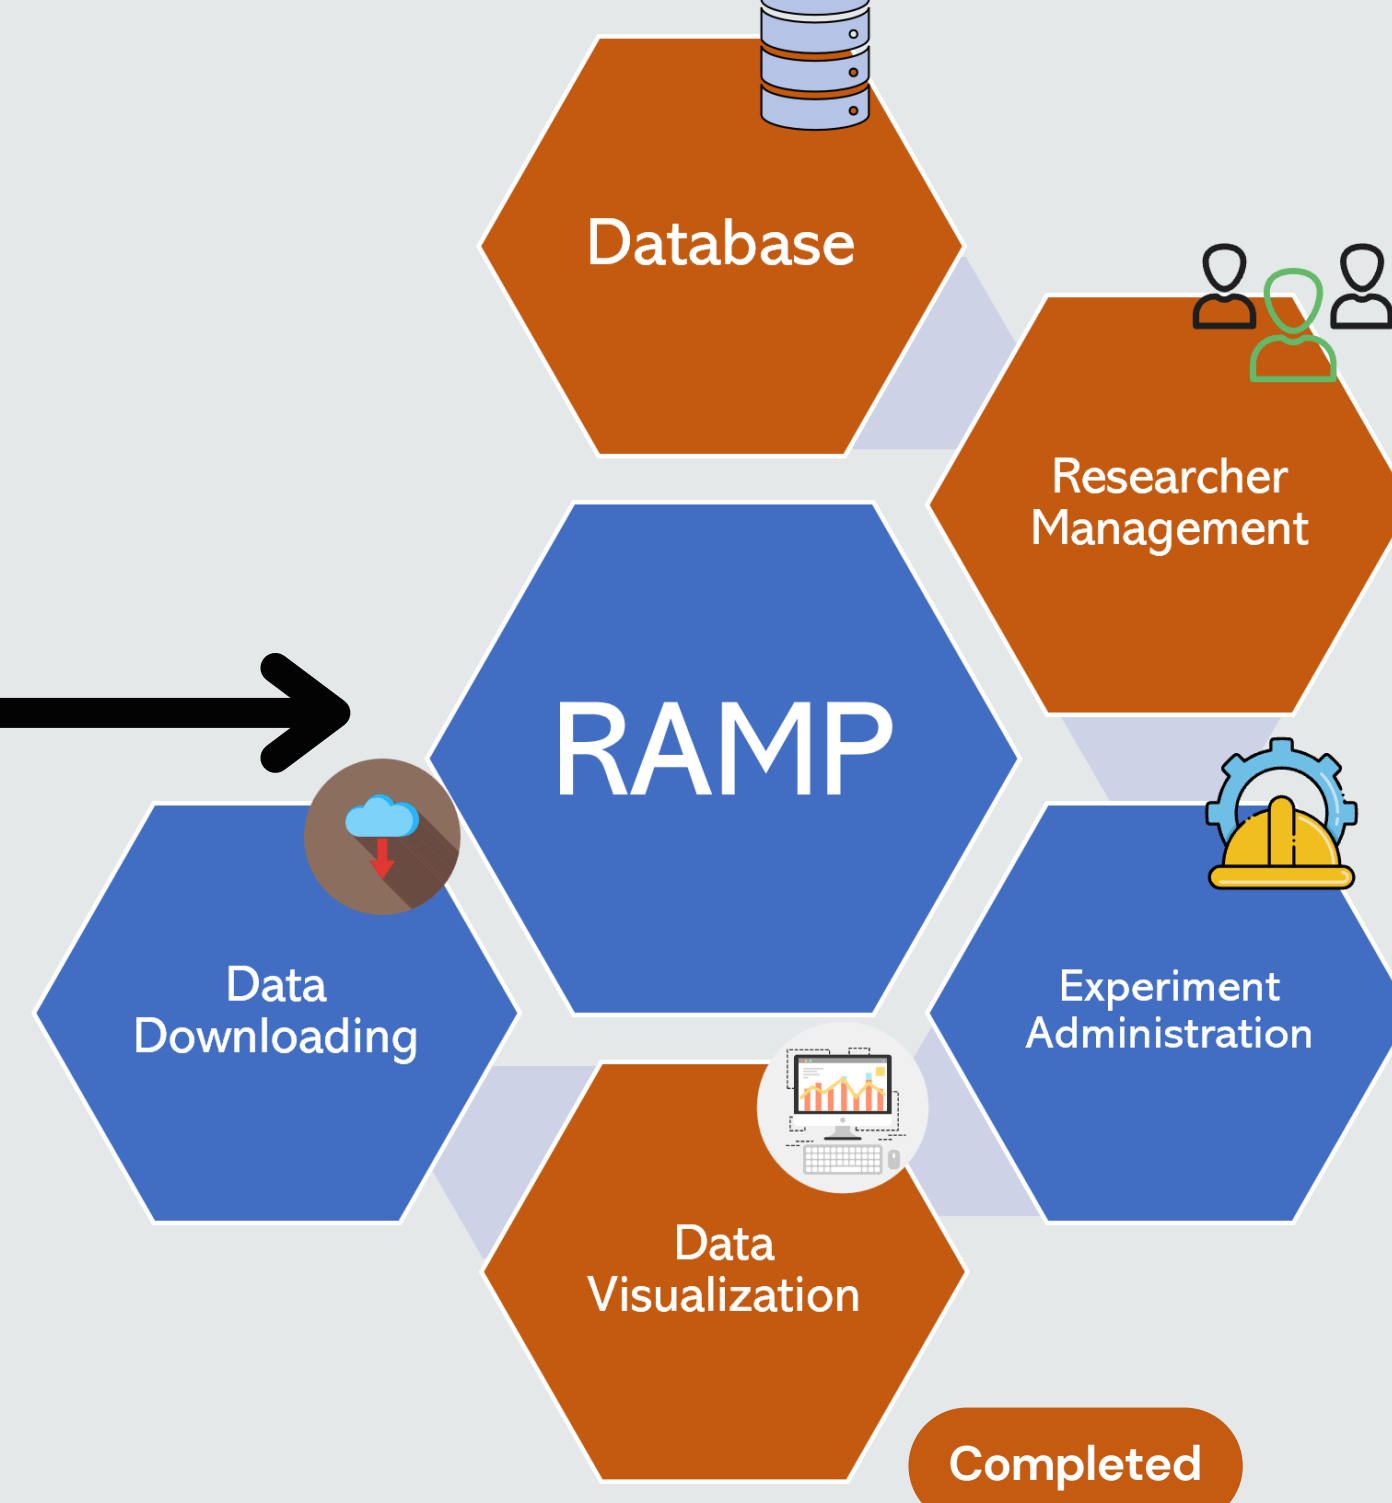 Database
Researcher
Management
RAMP
Data
Downloading
Experiment
Administration
Data
Visualization
Completed